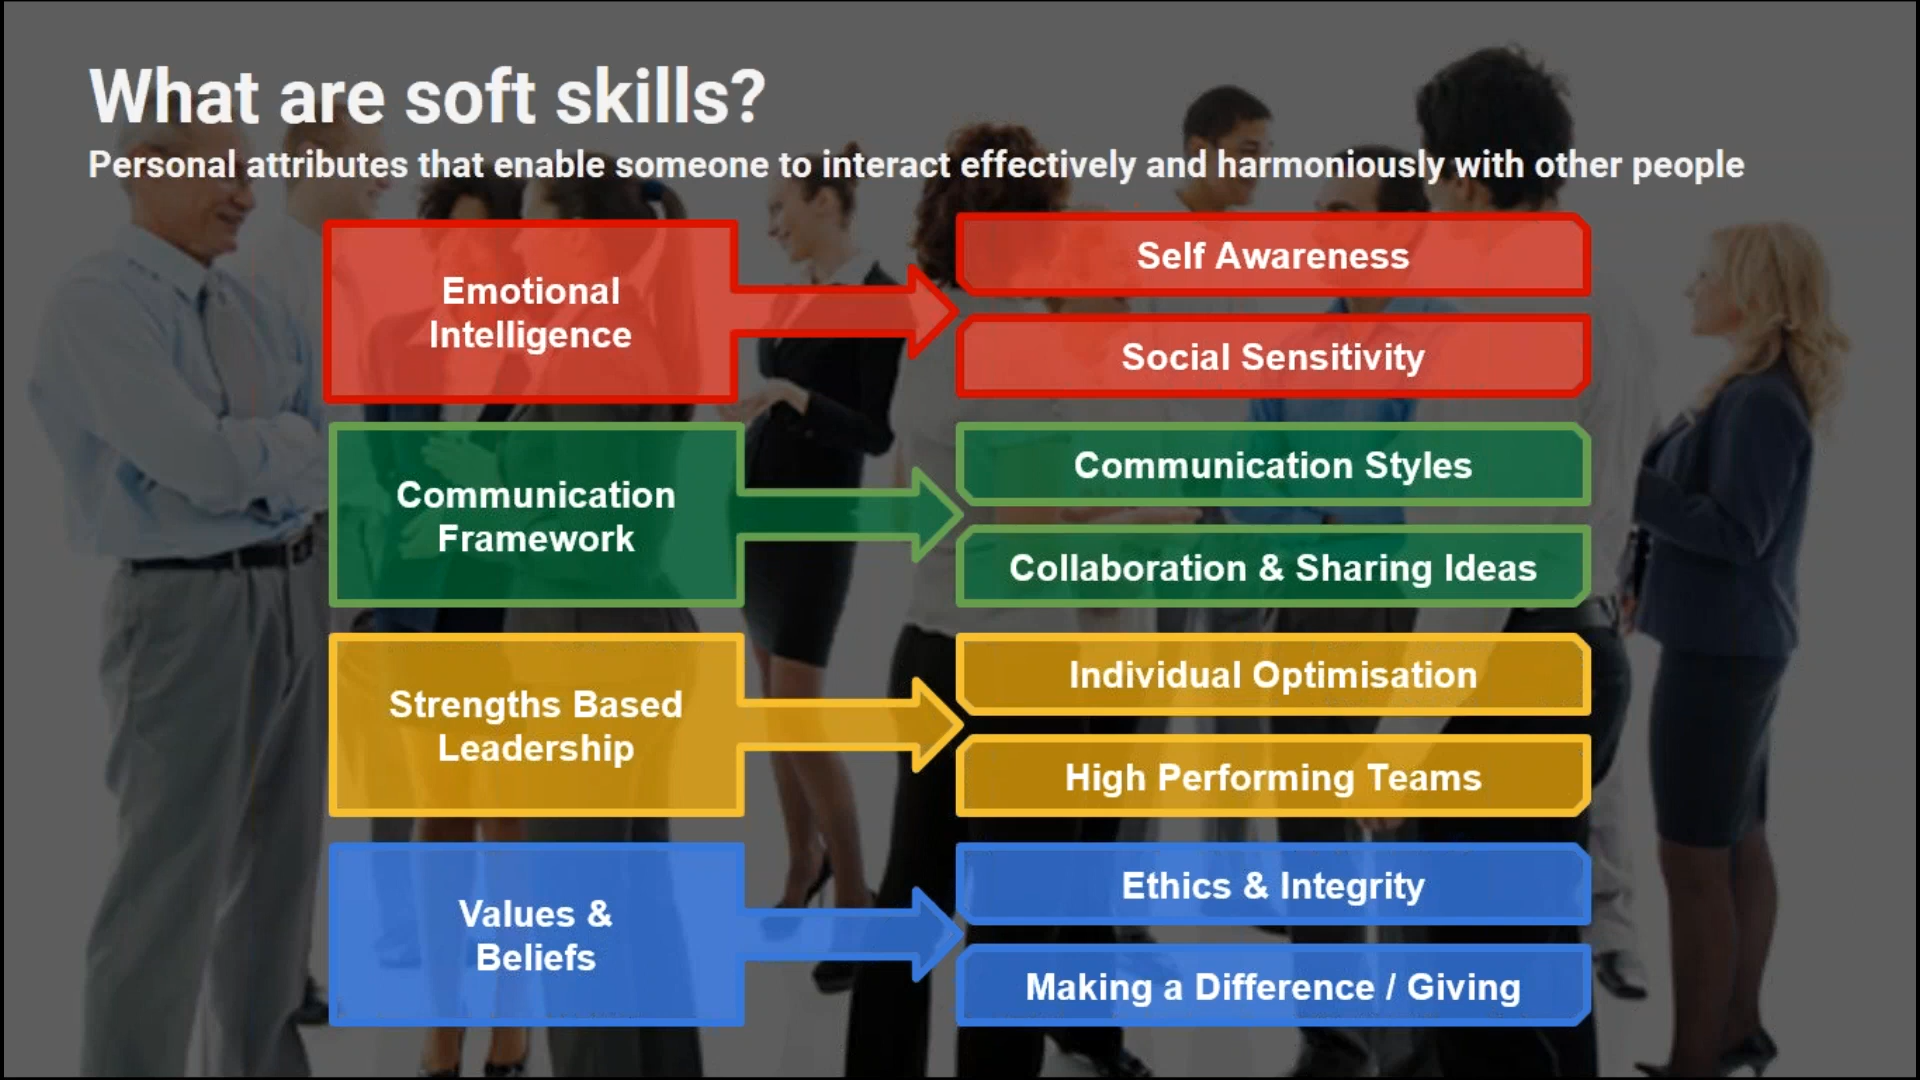 What are soft skills?
Personal attributes that enable someone to interact effectively and harmoniously with other people
Emotional
Intelligence
Self Awareness
Social Sensitivity
Communication
Framework
Communication Styles
Collaboration & Sharing Ideas
Strengths Based
Leadership
Individual Optimisation
High Performing Teams
Values &
Beliefs
Ethics & Integrity
Making a Difference / Giving